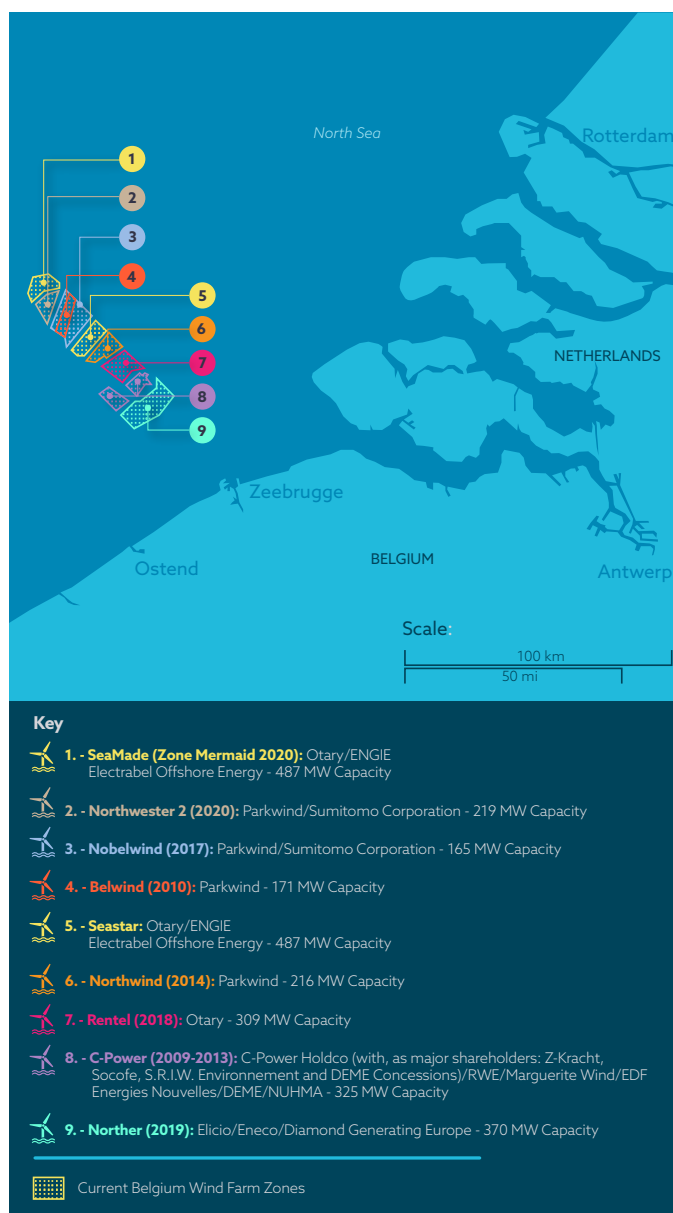 North Sea
Rotterdam
1
2
3
4
5
6
7
8
9
NETHERLANDS
Zeebrugge
BELGIUM
Ostend
Antwerp
Scale:
100 km
50 mi
Key
1. - SeaMade (Zone Mermaid 2020): Otary/ENGIE
Electrabel Offshore Energy - 487 MW Capacity
2. - Northwester 2 (2020): Parkwind/Sumitomo Corporation - 219 MW Capacity
3. - Nobelwind (2017): Parkwind/Sumitomo Corporation - 165 MW Capacity
4. - Belwind (2010): Parkwind - 171 MW Capacity
5. - Seastar: Otary/ENGIE
Electrabel Offshore Energy - 487 MW Capacity
6. - Northwind (2014): Parkwind - 216 MW Capacity
7. - Rentel (2018): Otary - 309 MW Capacity
8. - C-Power (2009-2013): C-Power Holdco (with, as major shareholders: Z-Kracht,
Socofe, S.R.I.W. Environnement and DEME Concessions)/RWE/Marguerite Wind/EDF
Energies Nouvelles/DEME/NUHMA - 325 MW Capacity
9. - Norther (2019): Elicio/Eneco/Diamond Generating Europe - 370 MW Capacity
Current Belgium Wind Farm Zones